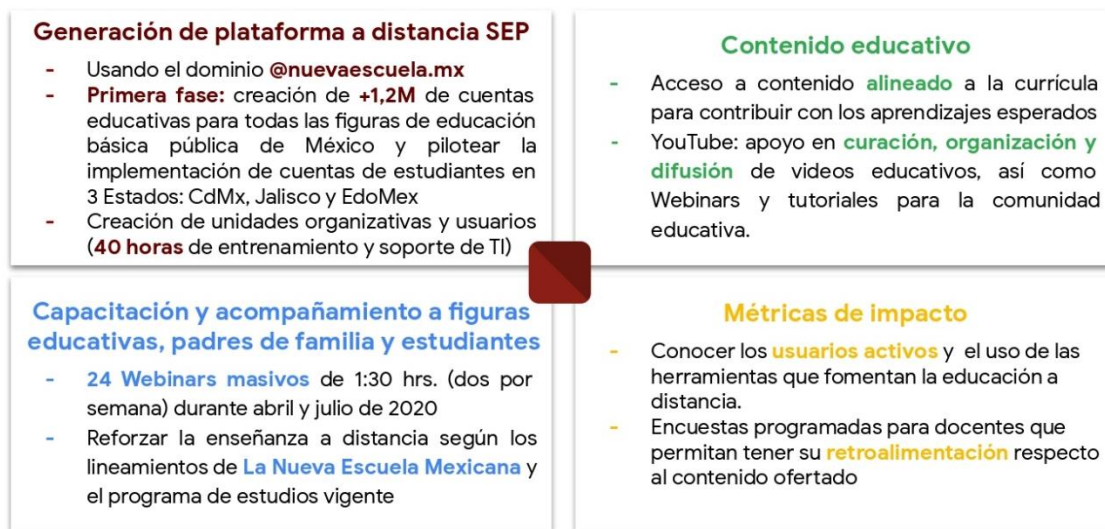 Generación de plataforma a distancia SEP
- Usando el dominio @nuevaescuela.mx
- Primera fase: creación de +1,2M de cuentas
educativas para todas las figuras de educación
básica pública de México y pilotear la
implementación de cuentas de estudiantes en
3 Estados: CdMx, Jalisco y EdoMex
- Creación de unidades organizativas y usuarios
(40 horas de entrenamiento y soporte de TI)
Contenido educativo
- Acceso a contenido alineado a la currícula
para contribuir con los aprendizajes esperados
- YouTube: apoyo en curación, organización y
difusión de videos educativos, así como
Webinars y tutoriales para la comunidad
educativa.
Capacitación y acompañamiento a figuras
educativas, padres de familia y estudiantes
- 24 Webinars masivos de 1:30 hrs. (dos por
semana) durante abril y julio de 2020
- Reforzar la enseñanza a distancia según los
lineamientos de La Nueva Escuela Mexicana y
el programa de estudios vigente
Métricas de impacto
- Conocer los usuarios activos y el uso de las
herramientas que fomentan la educación a
distancia.
- Encuestas programadas para docentes que
permitan tener su retroalimentación respecto
al contenido ofertado